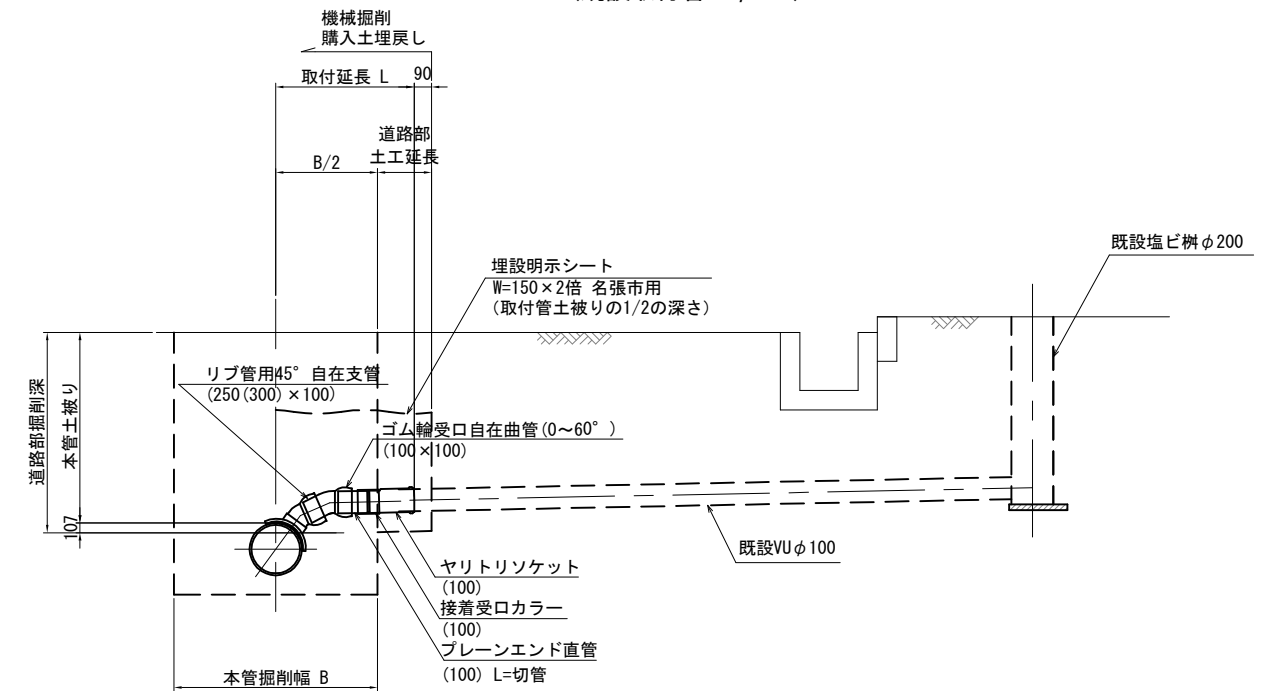 機械掘削
購入土埋戻し
取付延長 L
90
道路部
土工延長
B/2
既設塩ビ桝φ200
埋設明示シート
W=150×2倍 名張市用
(取付管土被りの1/2の深さ)
リブ管用45° 自在支管
(250(300)×100)
道路部掘削深
本管土被り
ゴム輪受口自在曲管(0～60°)
(100×100)
107
既設VUφ100
ヤリトリソケット
(100)
接着受口カラー
(100)
プレーンエンド直管
(100) L=切管
本管掘削幅 B